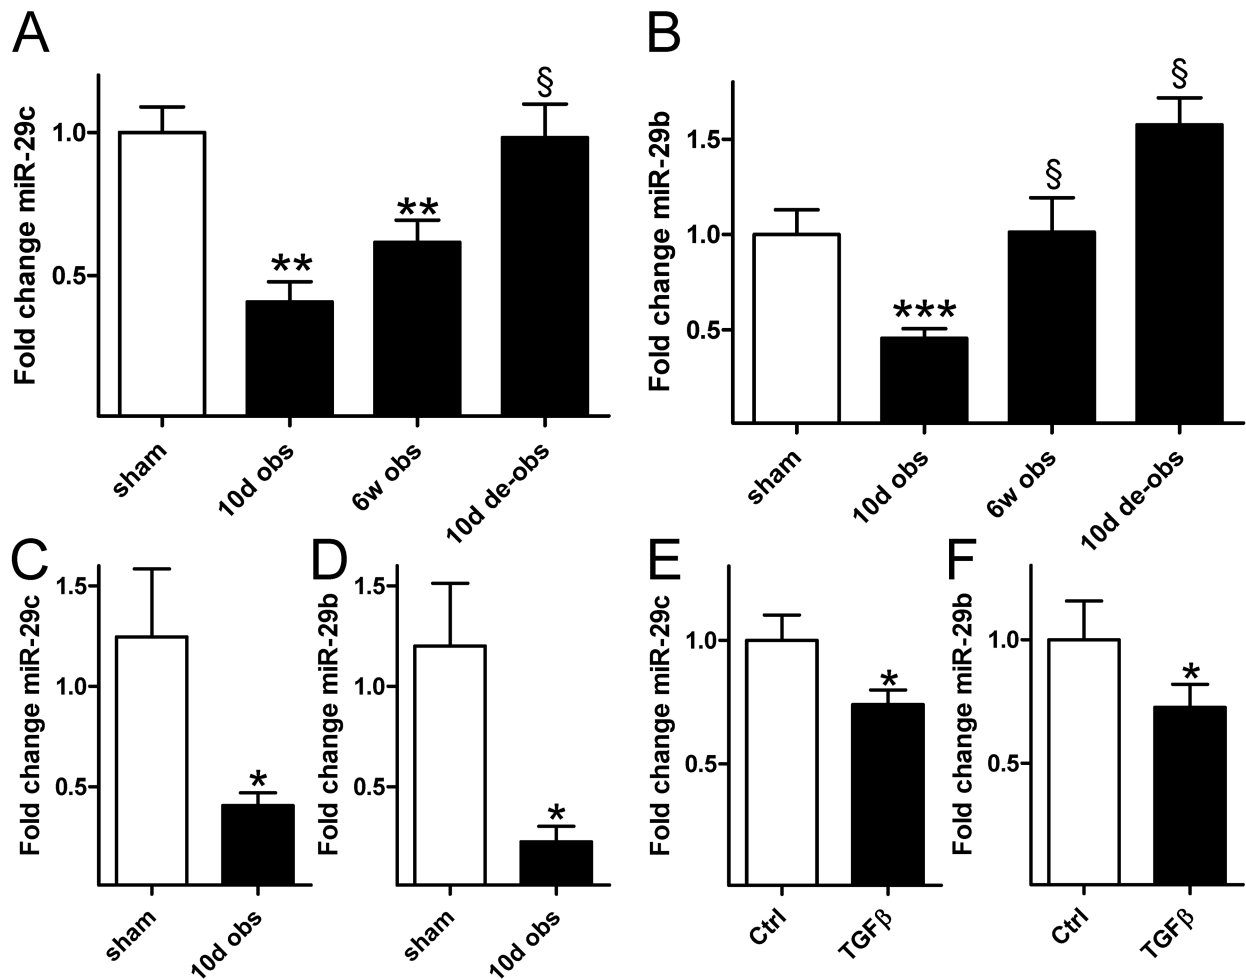 A
Fold change miR-29c
1.0
0.5
**
**
§
sham
10d obs
6w obs
10d de-obs
B
Fold change miR-29b
1.5
1.0
0.5
***
§
§
sham
10d obs
6w obs
10d de-obs
C
Fold change miR-29c
1.5
1.0
0.5
*
sham
10d obs
D
Fold change miR-29b
1.5
1.0
0.5
*
sham
10d obs
E
Fold change miR-29c
1.0
0.5
*
Ctrl
TGFβ
F
Fold change miR-29b
1.0
0.5
*
Ctrl
TGFβ